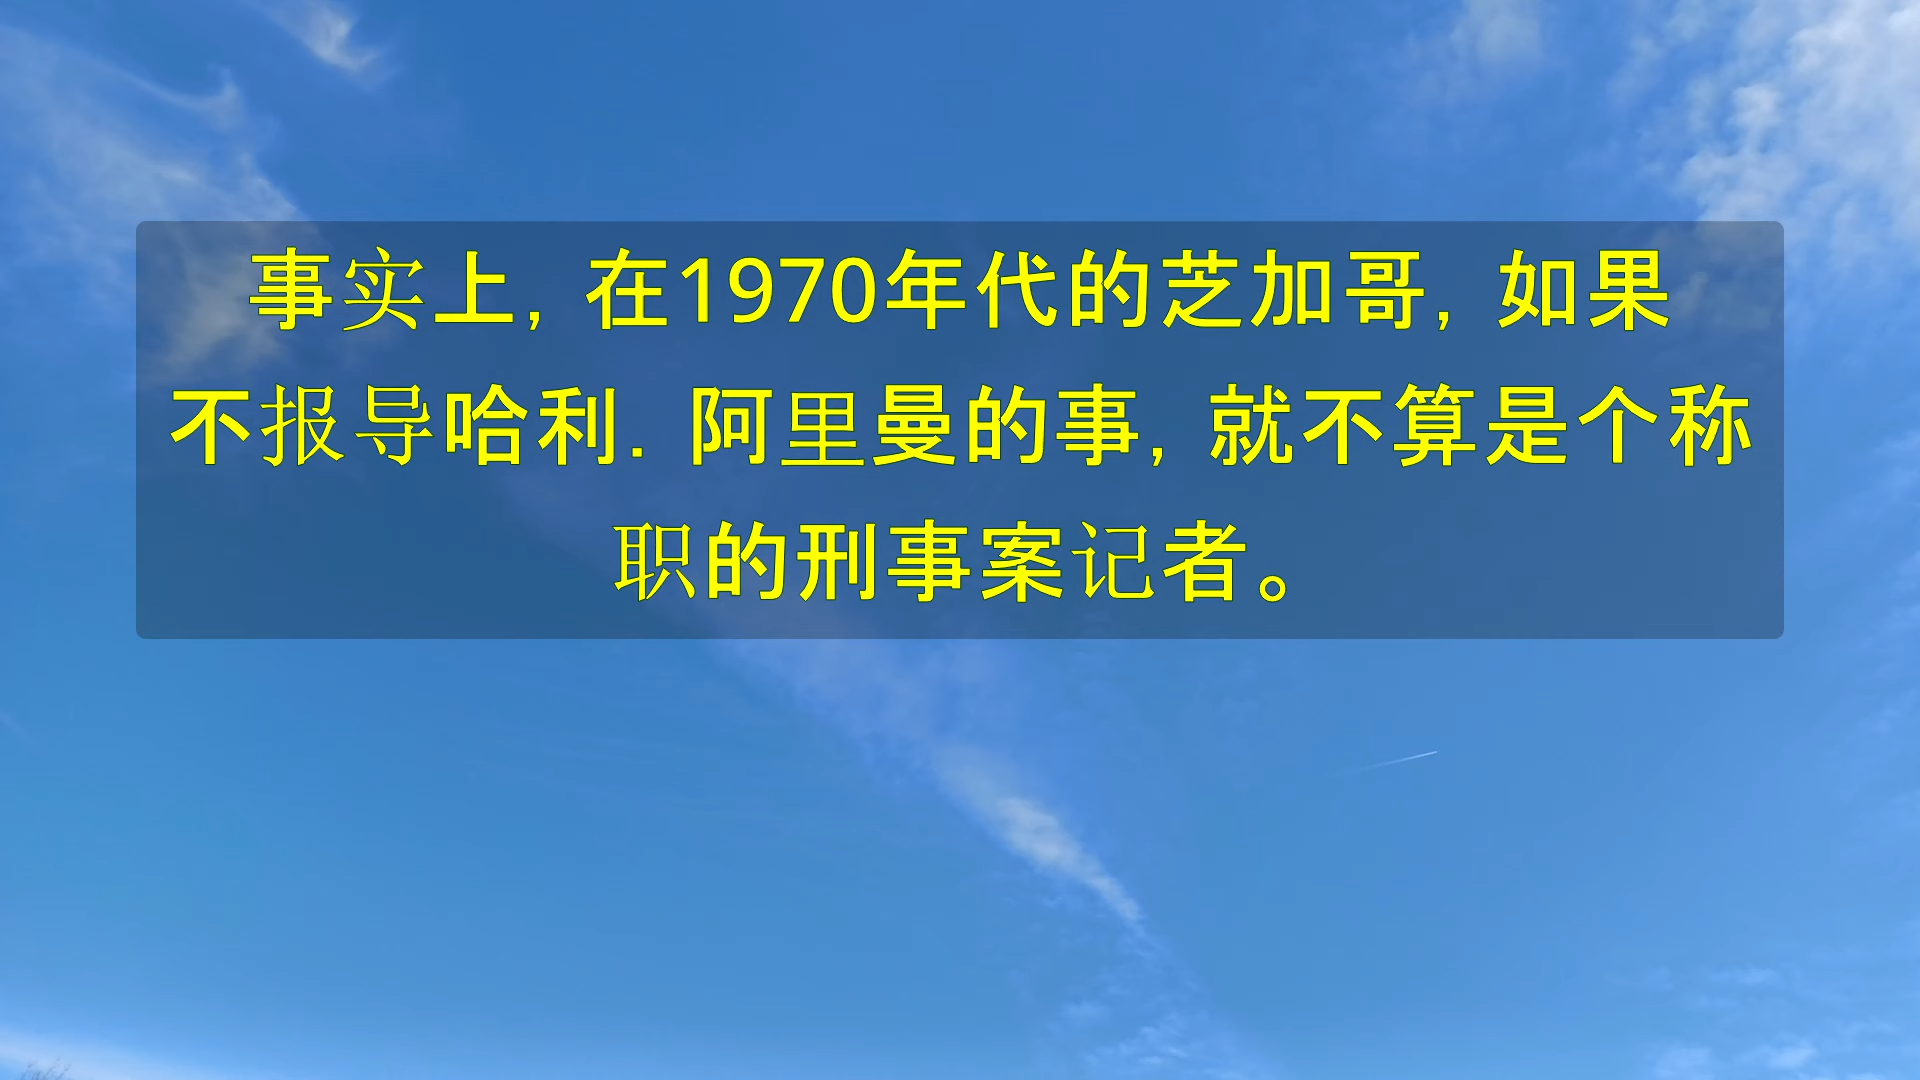 事实上, 在1970年代的芝加哥, 如果
不报导哈利. 阿里曼的事, 就不算是个称
职的刑事案记者。